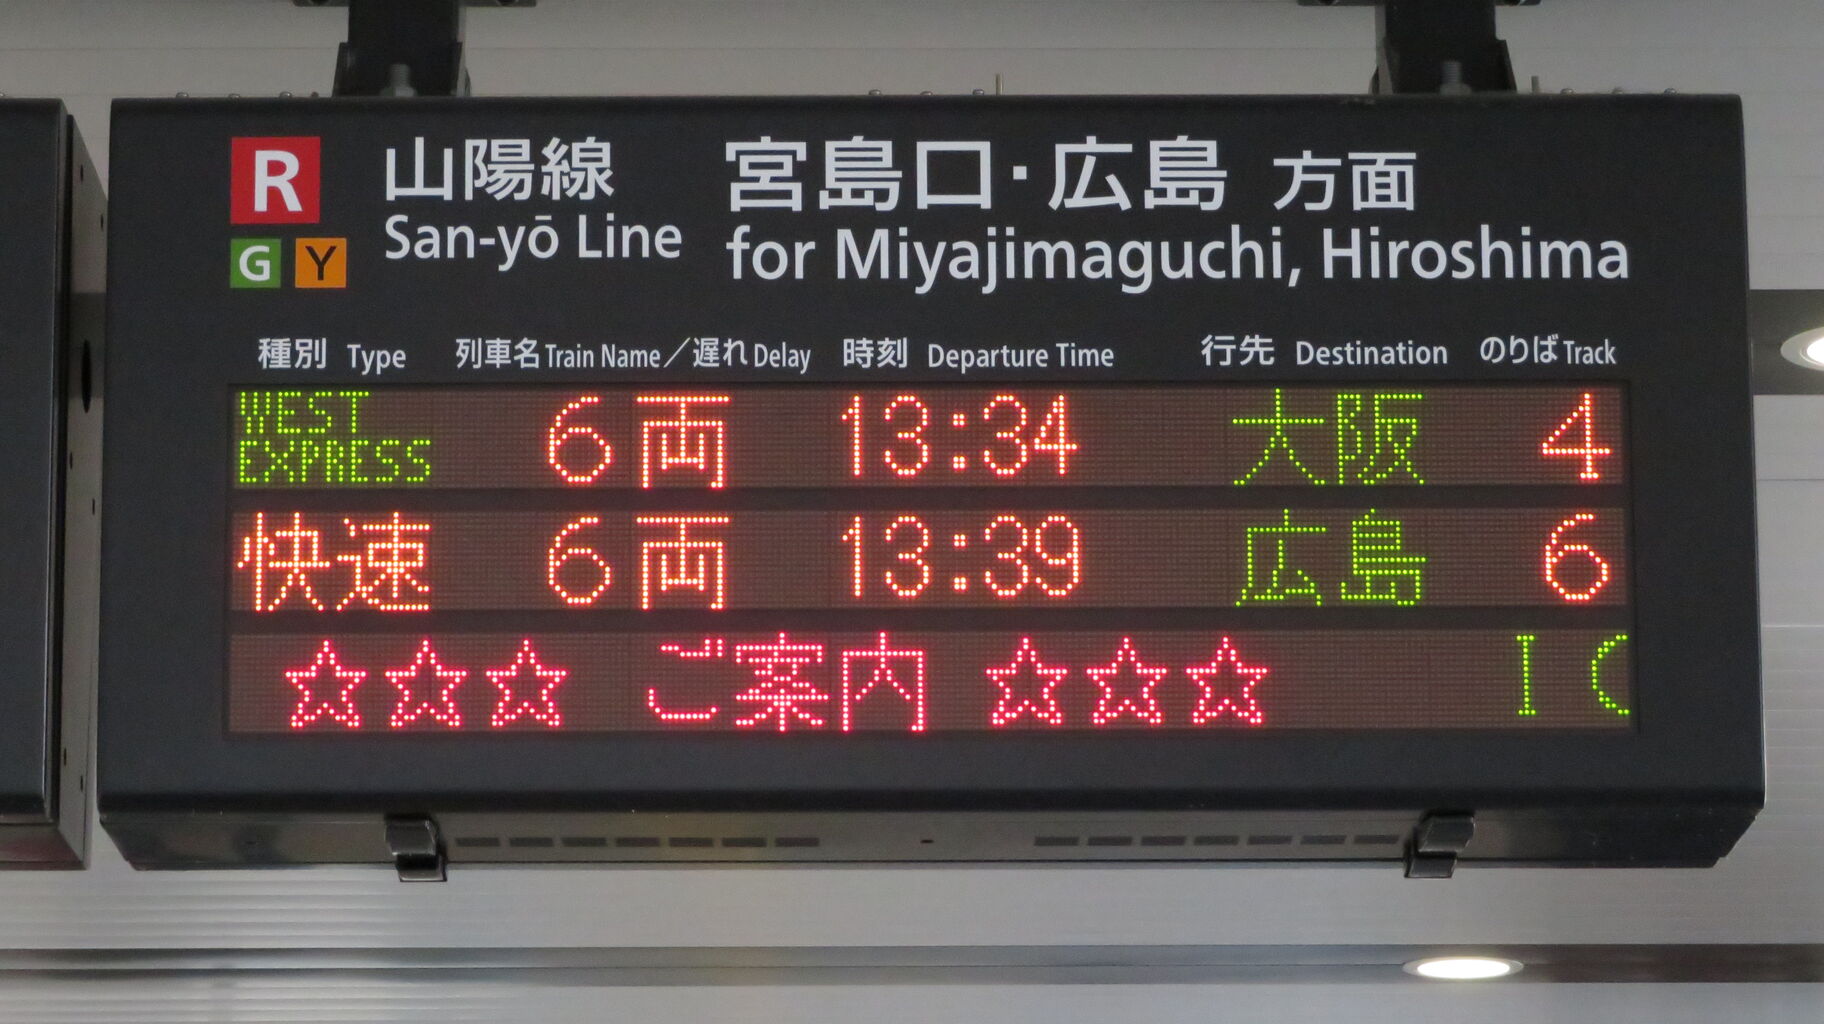 R 山陽線 宮島口・広島 方面
G Y San-yō Line for Miyajimaguchi, Hiroshima
種別 Type 列車名 Train Name／遅れ Delay 時刻 Departure Time 行先 Destination のりば Track
WEST EXPRESS 6両 13:34 大阪 4
快速 6両 13:39 広島 6
☆☆☆ ご案内 ☆☆☆ I